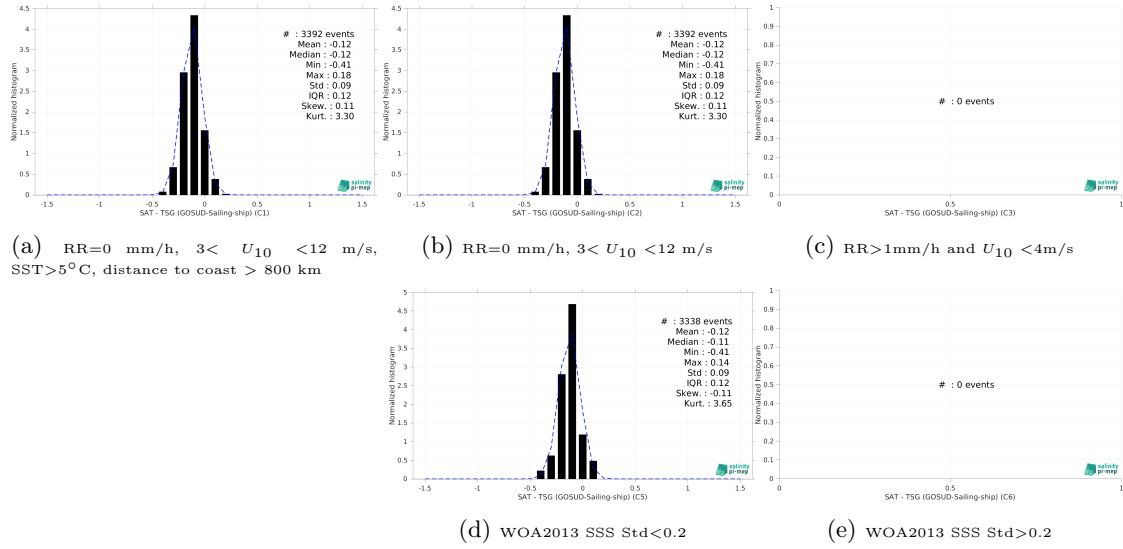 5
4.5
4
3.5
3
2.5
2
1.5
1
0.5
0
Normalized histogram
# : 3392 events
Mean : -0.12
Median : -0.12
Min : -0.41
Max : 0.18
Std : 0.09
IQR : 0.12
Skew. : 0.11
Kurt. : 3.30
salinity
pi-mep
-1.5 -1 -0.5 0 0.5 1 1.5
SAT - TSG (GOSUD-Sailing-ship) (C1)
(a) RR=0 mm/h, 3< U10 <12 m/s,
SST>5°C, distance to coast > 800 km
4.5
4
3.5
3
2.5
2
1.5
1
0.5
0
Normalized histogram
# : 3392 events
Mean : -0.12
Median : -0.12
Min : -0.41
Max : 0.18
Std : 0.09
IQR : 0.12
Skew. : 0.11
Kurt. : 3.30
salinity
pi-mep
-1.5 -1 -0.5 0 0.5 1 1.5
SAT - TSG (GOSUD-Sailing-ship) (C2)
(b) RR=0 mm/h, 3< U10 <12 m/s
1
0.9
0.8
0.7
0.6
0.5
0.4
0.3
0.2
0.1
0
Normalized histogram
# : 0 events
salinity
pi-mep
0.5 1
SAT - TSG (GOSUD-Sailing-ship) (C3)
(c) RR>1mm/h and U10 <4m/s
5
4.5
4
3.5
3
2.5
2
1.5
1
0.5
0
Normalized histogram
# : 3338 events
Mean : -0.12
Median : -0.11
Min : -0.41
Max : 0.14
Std : 0.09
IQR : 0.12
Skew. : -0.11
Kurt. : 3.65
salinity
pi-mep
-1.5 -1 -0.5 0 0.5 1 1.5
SAT - TSG (GOSUD-Sailing-ship) (C5)
(d) WOA2013 SSS Std<0.2
1
0.9
0.8
0.7
0.6
0.5
0.4
0.3
0.2
0.1
0
Normalized histogram
# : 0 events
salinity
pi-mep
0.5 1
SAT - TSG (GOSUD-Sailing-ship) (C6)
(e) WOA2013 SSS Std>0.2